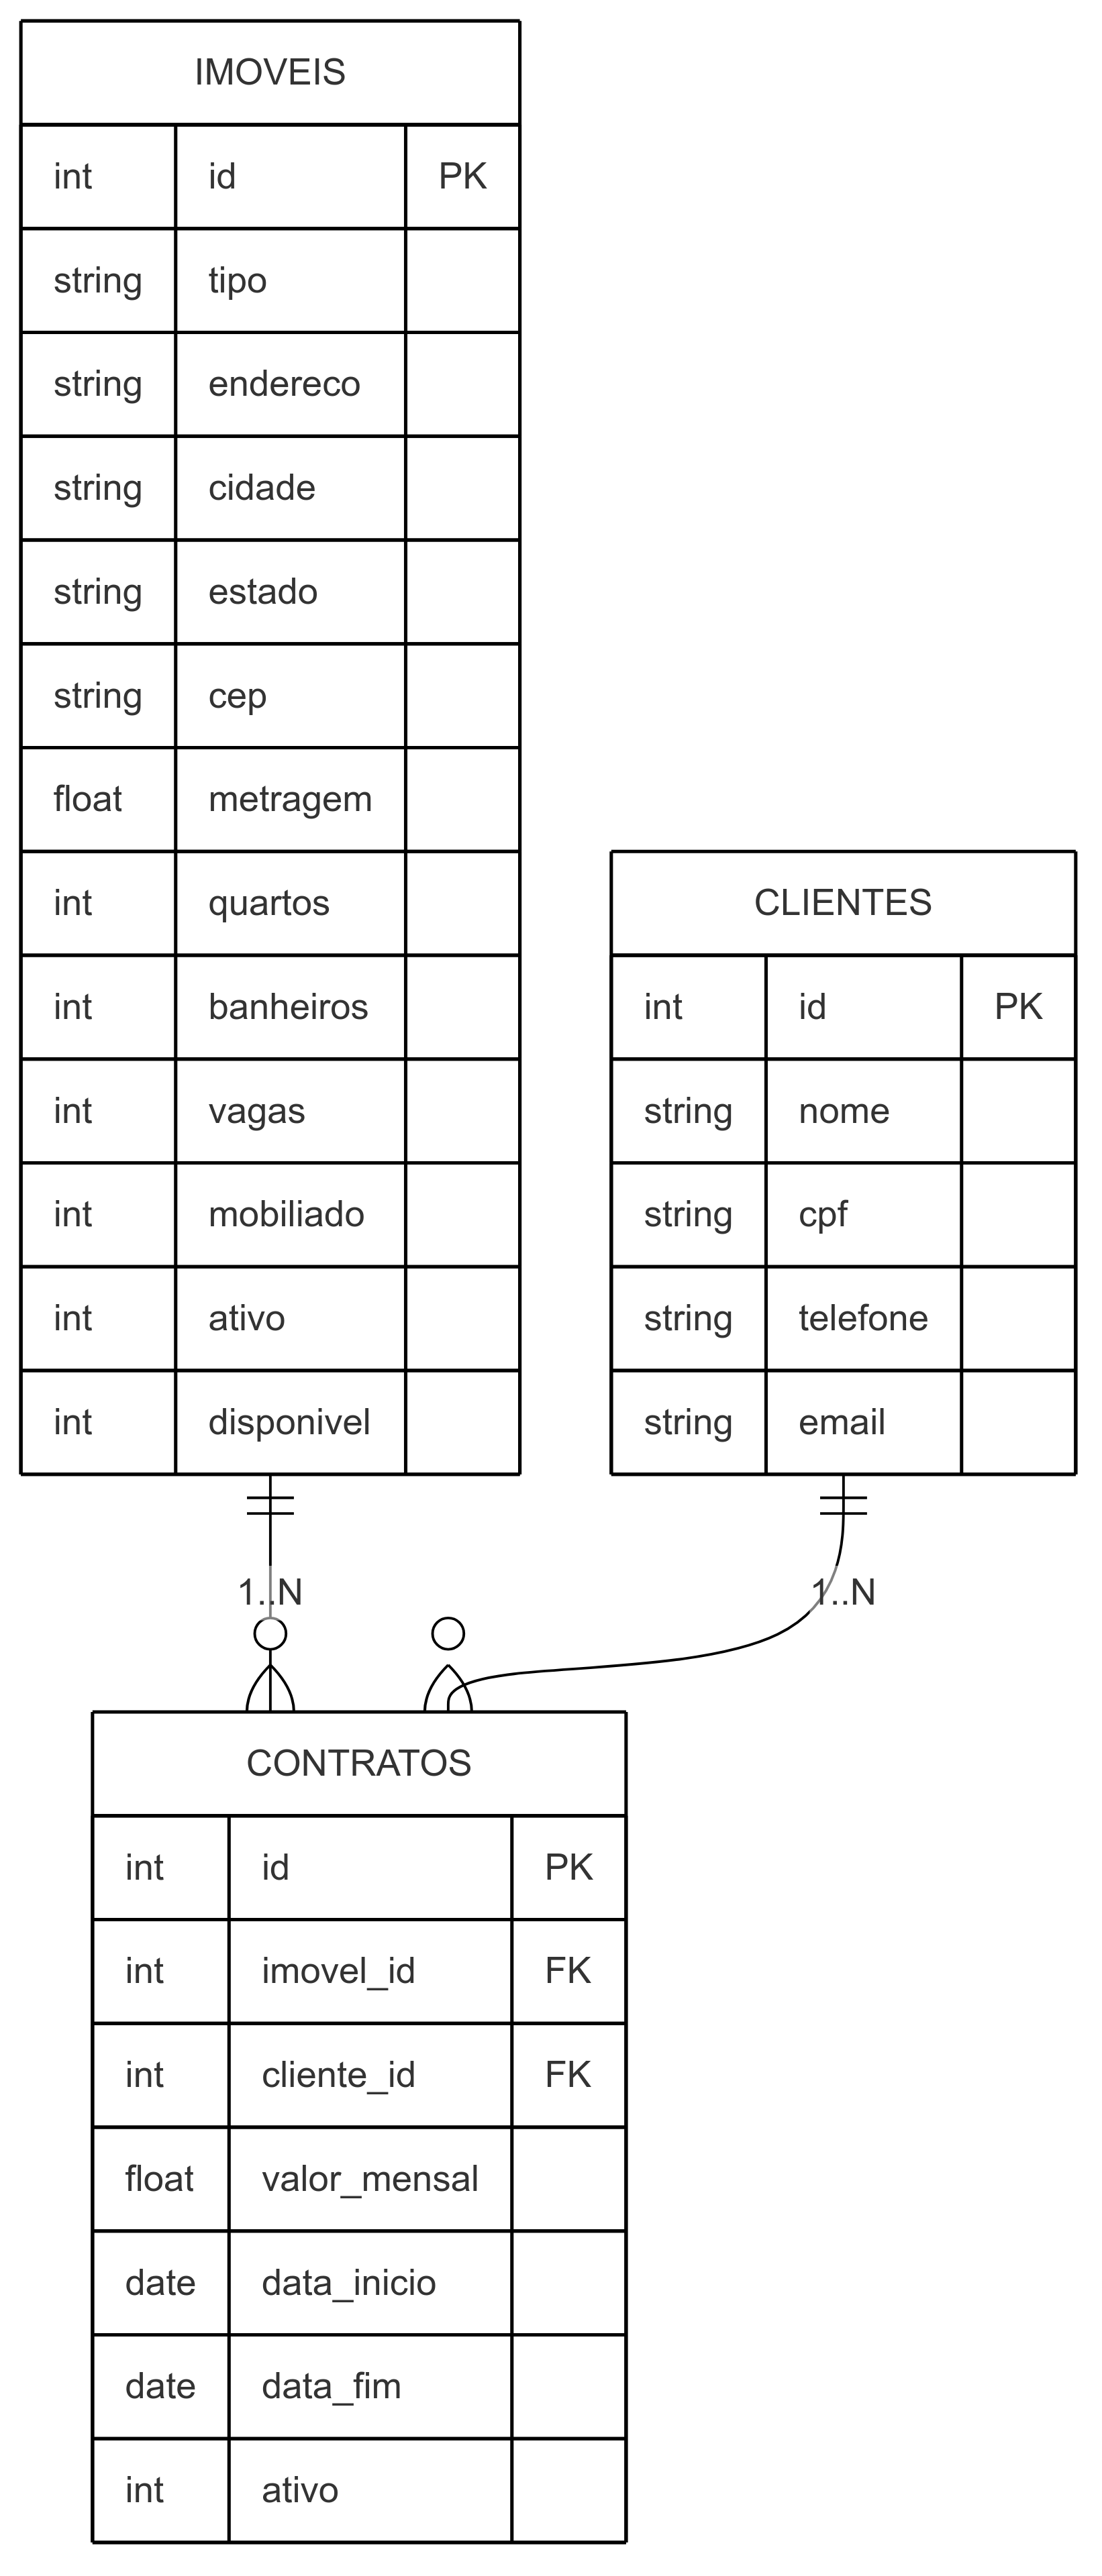 IMOVEIS
int id PK
string tipo
string endereco
string cidade
string estado
string cep
float metragem
int quartos
int banheiros
int vagas
int mobiliado
int ativo
int disponivel
CLIENTES
int id PK
string nome
string cpf
string telefone
string email
1..N
1..N
CONTRATOS
int id PK
int imovel_id FK
int cliente_id FK
float valor_mensal
date data_inicio
date data_fim
int ativo